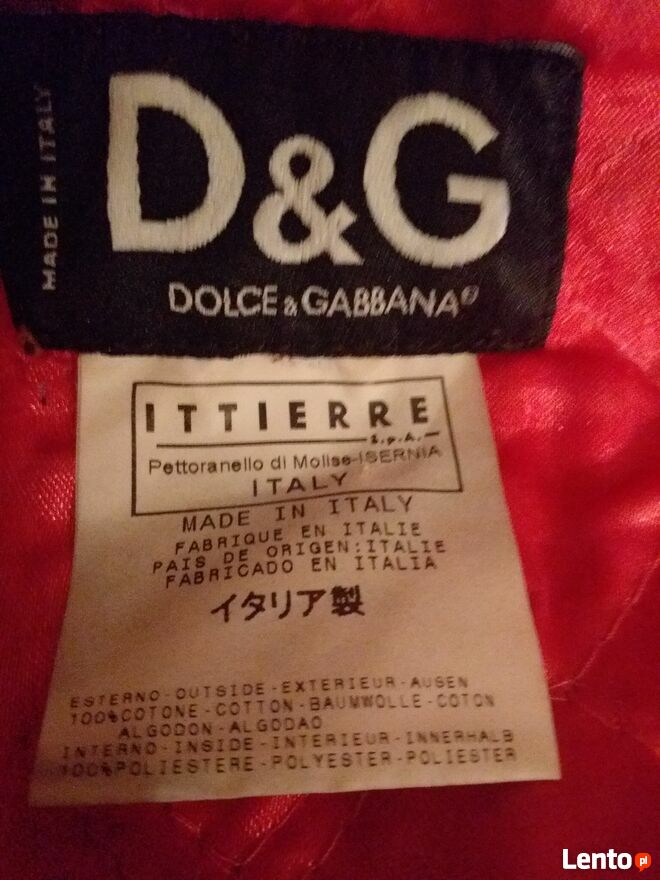 MADE IN ITALY
D&G
DOLCE & GABBANA
ITTIERRE
S.p.A.
Pettoranello di Molise-ISERNIA
ITALY
MADE IN ITALY
FABRIQUE EN ITALIE
PAIS DE ORIGEN:ITALIE
FABRICADO EN ITALIA
イタリア製
ESTERNO-OUTSIDE-EXTERIEUR-AUSEN
100%COTONE-COTTON-BAUMWOLLE-COTON
ALGODON-ALGODAO
INTERNO-INSIDE-INTERIEUR-INNERHALB
100%POLIESTERE-POLYESTER-POLIESTER
Lento pl